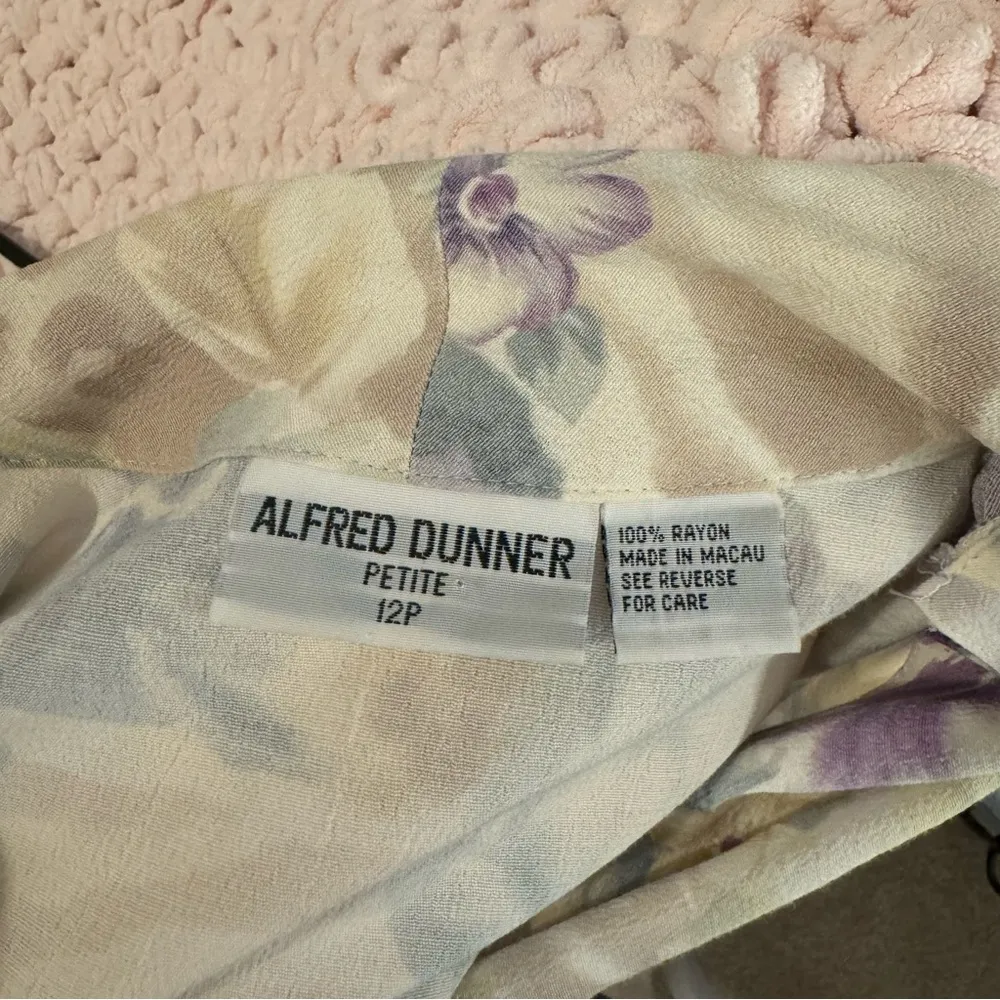 ALFRED DUNNER
PETITE
12P
100% RAYON
MADE IN MACAU
SEE REVERSE
FOR CARE